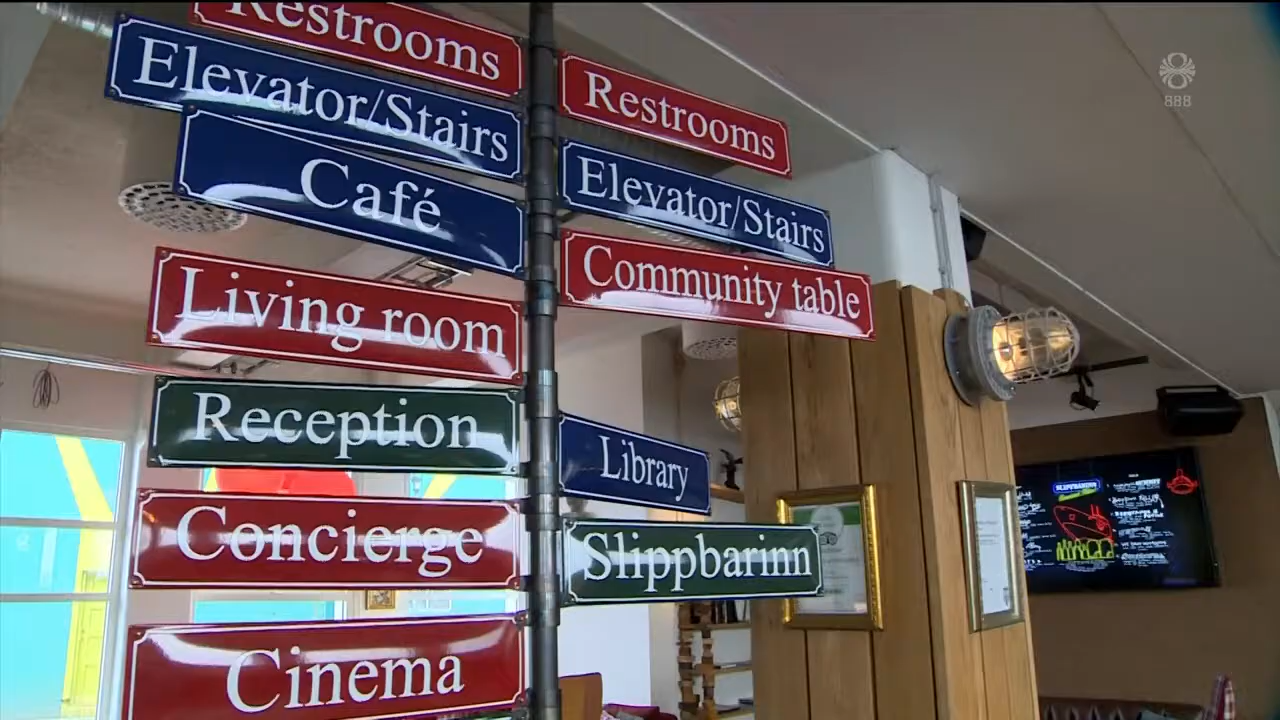 Restrooms
Elevator/Stairs
Café
Living room
Reception
Concierge
Cinema
Restrooms
Elevator/Stairs
Community table
Library
Slippbarinn
888
SLIPPBARINN